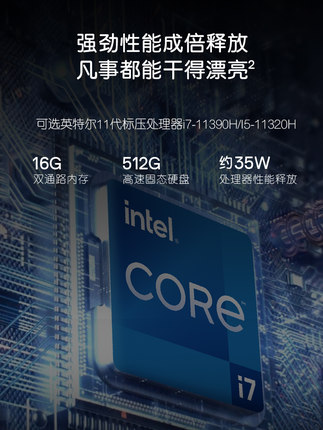 强劲性能成倍释放
凡事都能干得漂亮²
可选英特尔11代标压处理器i7-11390H/I5-11320H
16G
双通路内存
512G
高速固态硬盘
约35W
处理器性能释放
intel.
CORE
i7